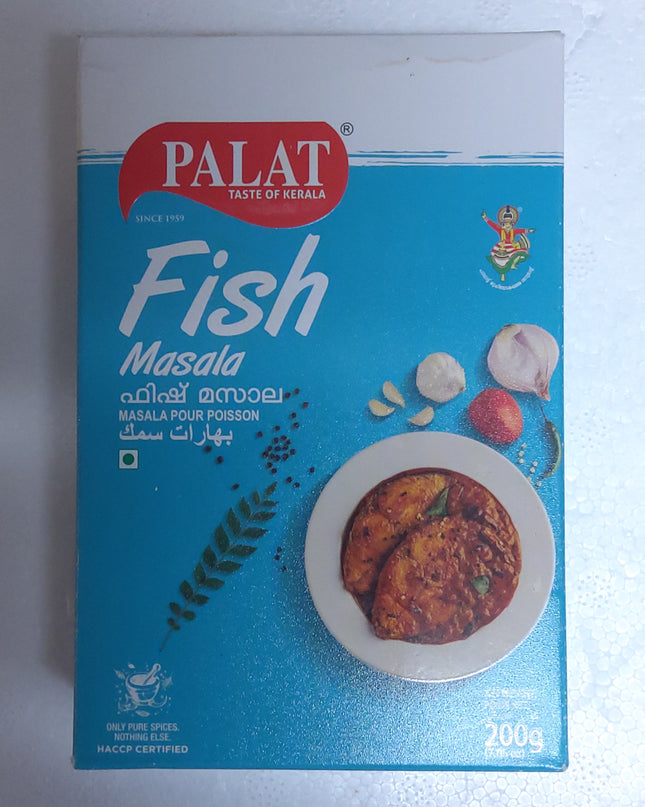 PALAT®
TASTE OF KERALA
SINCE 1959
Fish
Masala
ഫിഷ് മസാല
MASALA POUR POISSON
بهارات سمك
ONLY PURE SPICES.
NOTHING ELSE.
HACCP CERTIFIED
200g